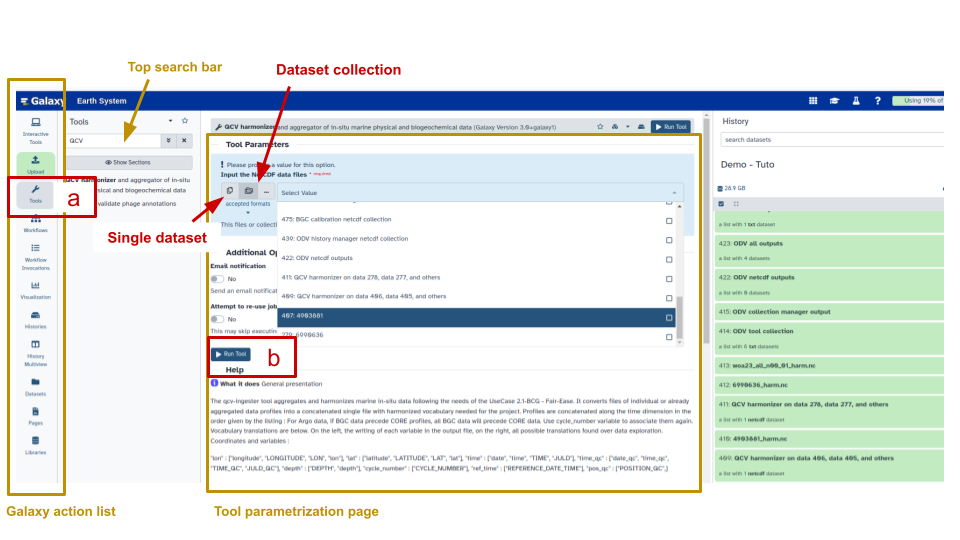 Top search bar
Dataset collection
Galaxy
Earth System
Using 19% of
Interactive
Tools
Upload
Tools
Workflows
Workflow
Invocations
Visualization
Histories
History
Multiview
Datasets
Pages
Libraries
a
Tools
QCV
Show Sections
QCV harmonizer and aggregator of in-situ
physical and biogeochemical data
validate phage annotations
Single dataset
QCV harmonizer and aggregator of in-situ marine physical and biogeochemical data (Galaxy Version 3.0+galaxy1)
Run Tool
Tool Parameters
Please provide a value for this option.
Input the NetCDF data files * required
Select Value
accepted formats
This files or collecti
475: BGC calibration netcdf collection
439: ODV history manager netcdf collection
422: ODV netcdf outputs
411: QCV harmonizer on data 278, data 277, and others
409: QCV harmonizer on data 406, data 405, and others
407: 4903881
279: 6990636
Additional Op
Email notification
No
Send an email notificat
Attempt to re-use job
No
This may skip executin
Run Tool
b
Help
What it does General presentation
The qcv-ingester tool aggregates and harmonizes marine in-situ data following the needs of the UseCase 2.1-BCG - Fair-Ease. It converts files of individual or already
aggregated data profiles into a concatenated single file with harmonized vocabulary needed for the project. Profiles are concatenated along the time dimension in the
order given by the listing : For Argo data, if BGC data precede CORE profiles, all BGC data will precede CORE data. Use cycle_number variable to associate them again.
Vocabulary translations are below. On the left, the writing of each variable in the output file, on the right, all possible translations found over data exploration.
Coordinates and variables :
"lon" : ["longitude", "LONGITUDE", "LON", "lon"], "lat" : ["latitude", "LATITUDE", "LAT", "lat"], "time" : ["date", "time", "TIME", "JULD"], "time_qc" : ["date_qc", "time_qc",
"TIME_QC", "JULD_QC"], "depth" : ["DEPTH", "depth"], "cycle_number" : ["CYCLE_NUMBER"], "ref_time" : ["REFERENCE_DATE_TIME"], "pos_qc" : ["POSITION_QC",]
History
search datasets
Demo - Tuto
26.9 GB
a list with 1 txt dataset
423: ODV all outputs
a list with 4 datasets
422: ODV netcdf outputs
a list with 0 datasets
415: ODV collection manager output
414: ODV tool collection
a list with 6 txt datasets
413: woa23_all_n00_01_harm.nc
412: 6990636_harm.nc
411: QCV harmonizer on data 278, data 277, and others
a list with 1 netcdf dataset
410: 4903881_harm.nc
409: QCV harmonizer on data 406, data 405, and others
a list with 1 netcdf dataset
Galaxy action list
Tool parametrization page